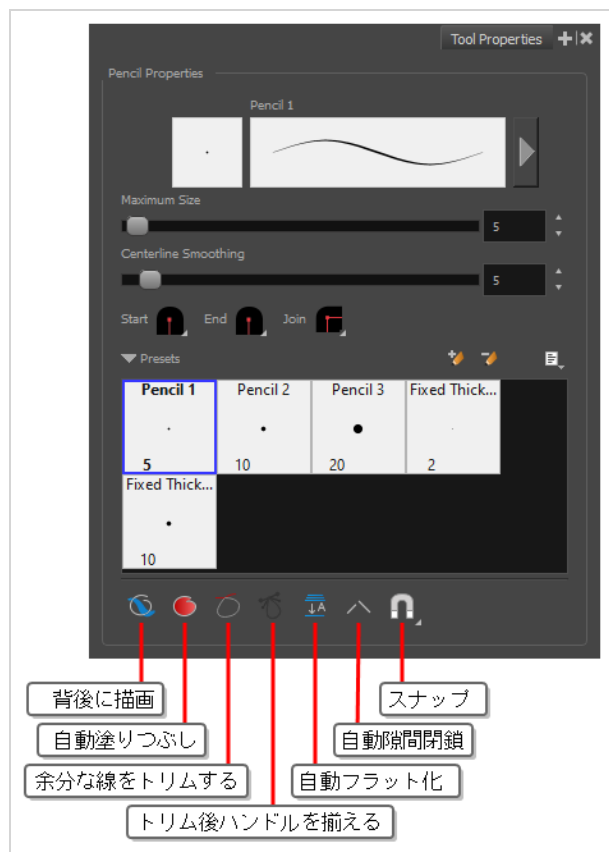 Tool Properties
Pencil Properties
Pencil 1
Maximum Size
5
Centerline Smoothing
5
Start End Join
Presets
Pencil 1 Pencil 2 Pencil 3 Fixed Thick...
5 10 20 2
Fixed Thick...
10
背後に描画
スナップ
自動塗りつぶし
自動隙間閉鎖
余分な線をトリムする
自動フラット化
トリム後ハンドルを揃える